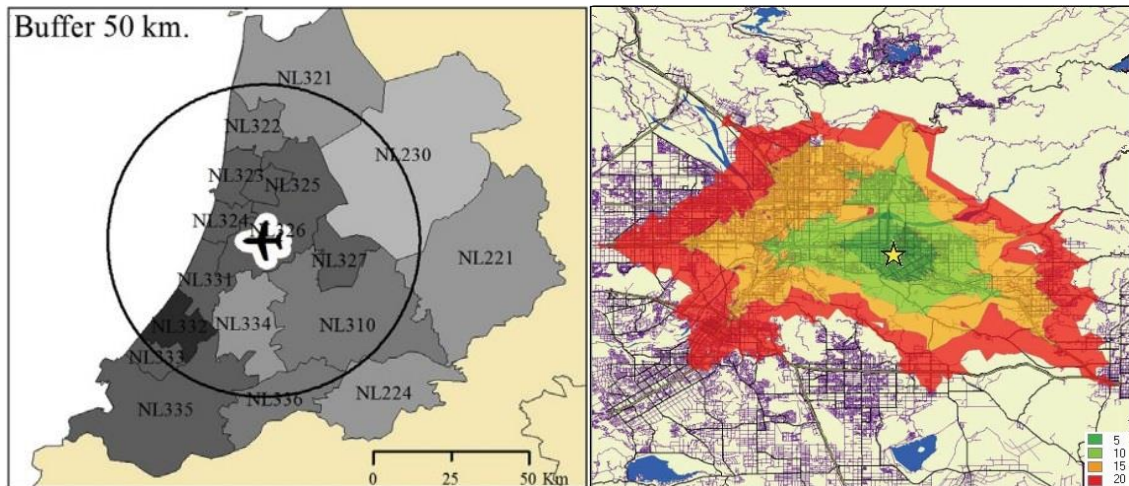 Buffer 50 km.
NL321
NL322
NL230
NL323
NL325
NL324
NL326
NL327
NL221
NL331
NL332
NL334
NL310
NL333
NL335
NL336
NL224
0 25 50 Km
5
10
15
20